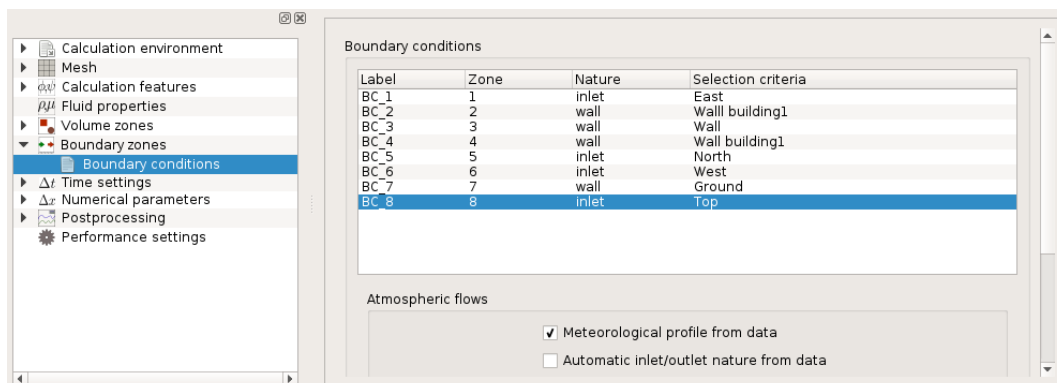 Calculation environment
Mesh
φ,ψ Calculation features
ρ,μ Fluid properties
Volume zones
Boundary zones
Boundary conditions
Δt Time settings
Δx Numerical parameters
Postprocessing
Performance settings
Boundary conditions
Label Zone Nature Selection criteria
BC_1 1 inlet East
BC_2 2 wall Walll building1
BC_3 3 wall Wall
BC_4 4 wall Wall building1
BC_5 5 inlet North
BC_6 6 inlet West
BC_7 7 wall Ground
BC_8 8 inlet Top
Atmospheric flows
Meteorological profile from data
Automatic inlet/outlet nature from data